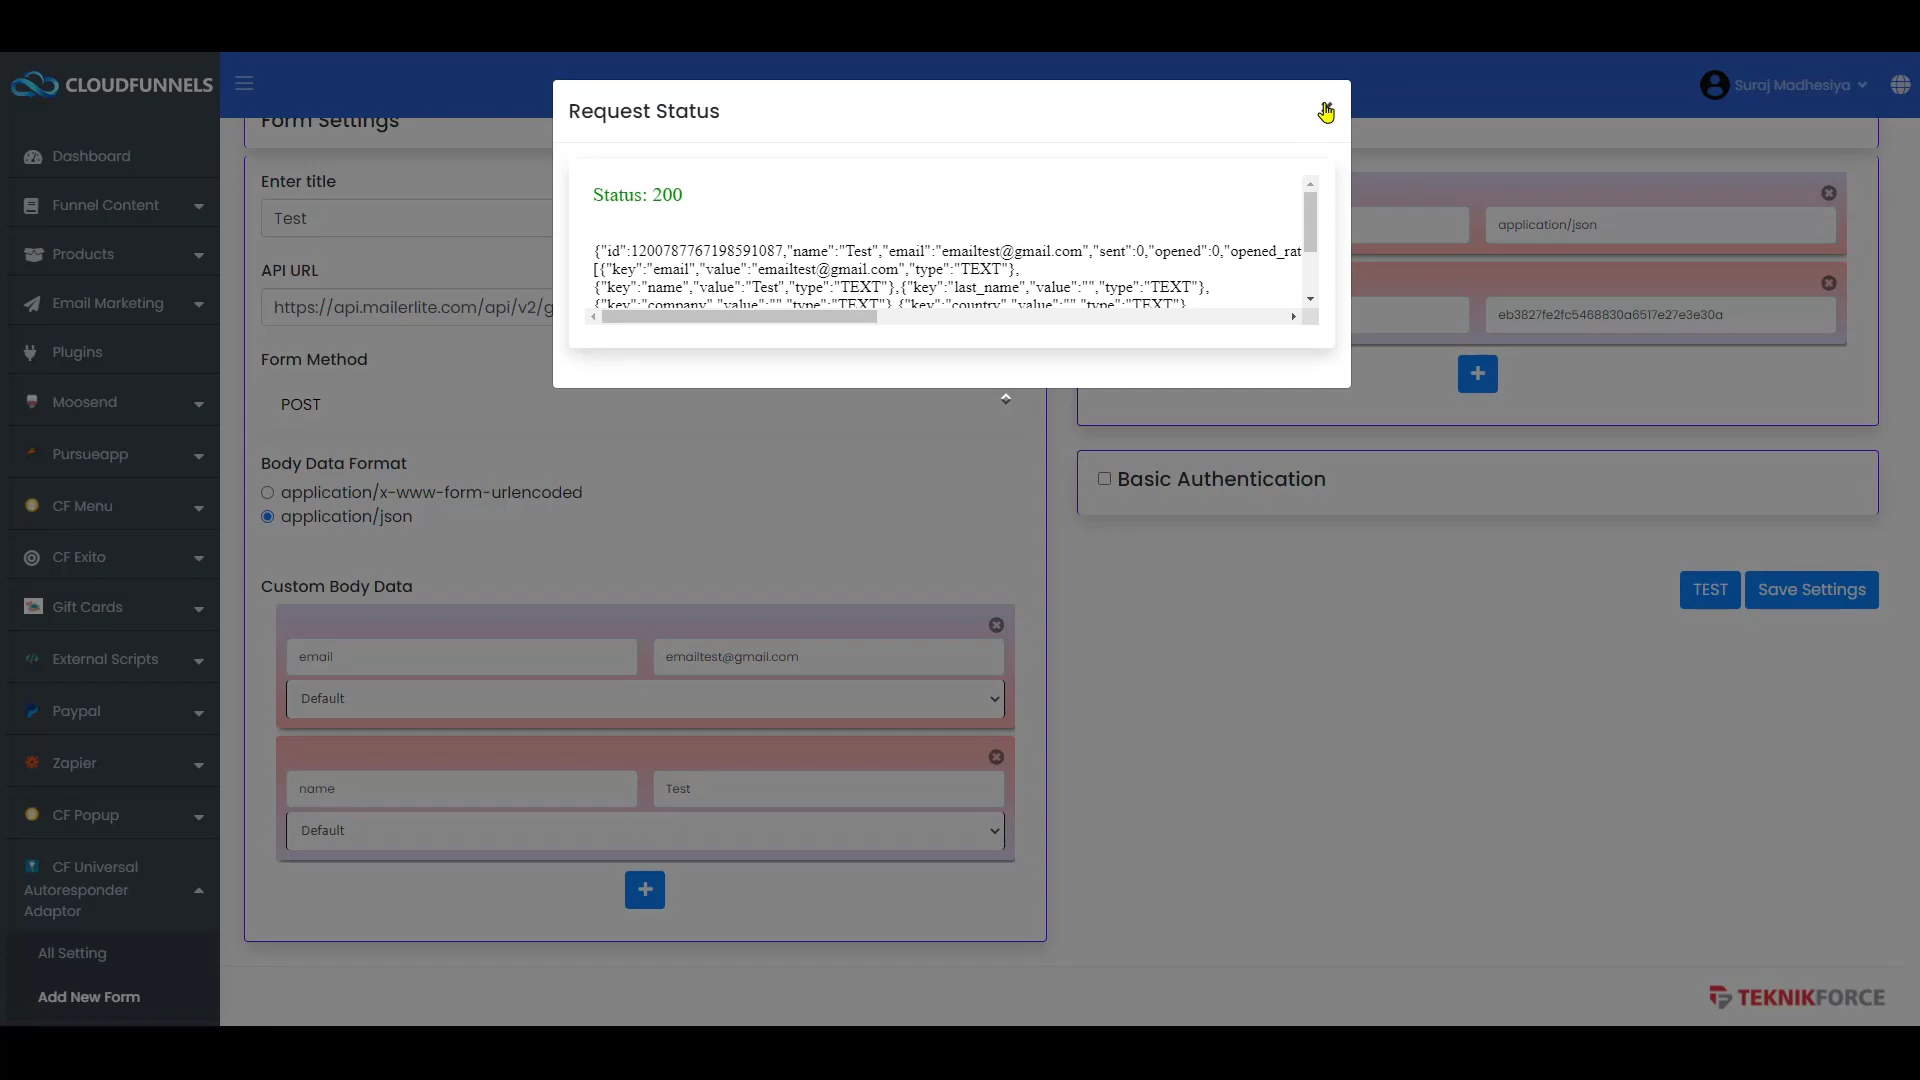 CLOUDFUNNELS
Suraj Madhesiya
Dashboard
Funnel Content
Products
Email Marketing
Plugins
Moosend
Pursueapp
CF Menu
CF Exito
Gift Cards
External Scripts
Paypal
Zapier
CF Popup
CF Universal
Autoresponder
Adaptor
All Setting
Add New Form
Form Settings
Enter title
Test
API URL
https://api.mailerlite.com/api/v2/g
Form Method
POST
Body Data Format
application/x-www-form-urlencoded
application/json
Custom Body Data
email
emailtest@gmail.com
Default
name
Test
Default
Request Status
Status: 200
{"id":1200787767198591087,"name":"Test","email":"emailtest@gmail.com","sent":0,"opened":0,"opened_rat
[{"key":"email","value":"emailtest@gmail.com","type":"TEXT"},
{"key":"name","value":"Test","type":"TEXT"},{"key":"last_name","value":"","type":"TEXT"},
{"key":"company","value":"","type":"TEXT"},{"key":"country","value":"","type":"TEXT"},
application/json
eb3827fe2fc5468830a6517e27e3e30a
Basic Authentication
TEST
Save Settings
TEKNIKFORCE